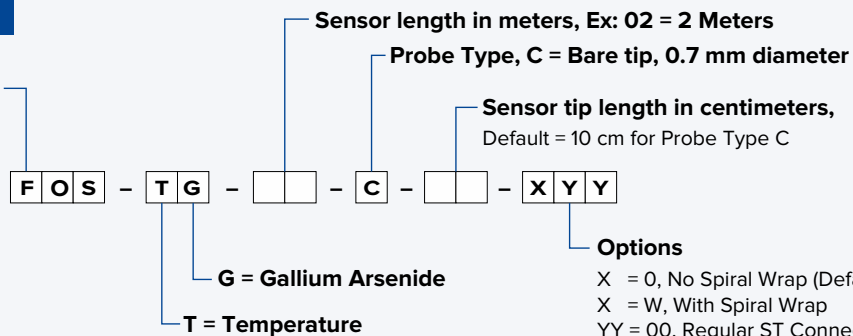 Sensor length in meters, Ex: 02 = 2 Meters
Probe Type, C = Bare tip, 0.7 mm diameter
Sensor tip length in centimeters,
Default = 10 cm for Probe Type C
F O S – T G – – C – – X Y Y
Options
G = Gallium Arsenide
X = 0, No Spiral Wrap
X = W, With Spiral Wrap
T = Temperature
YY = 00, Regular ST